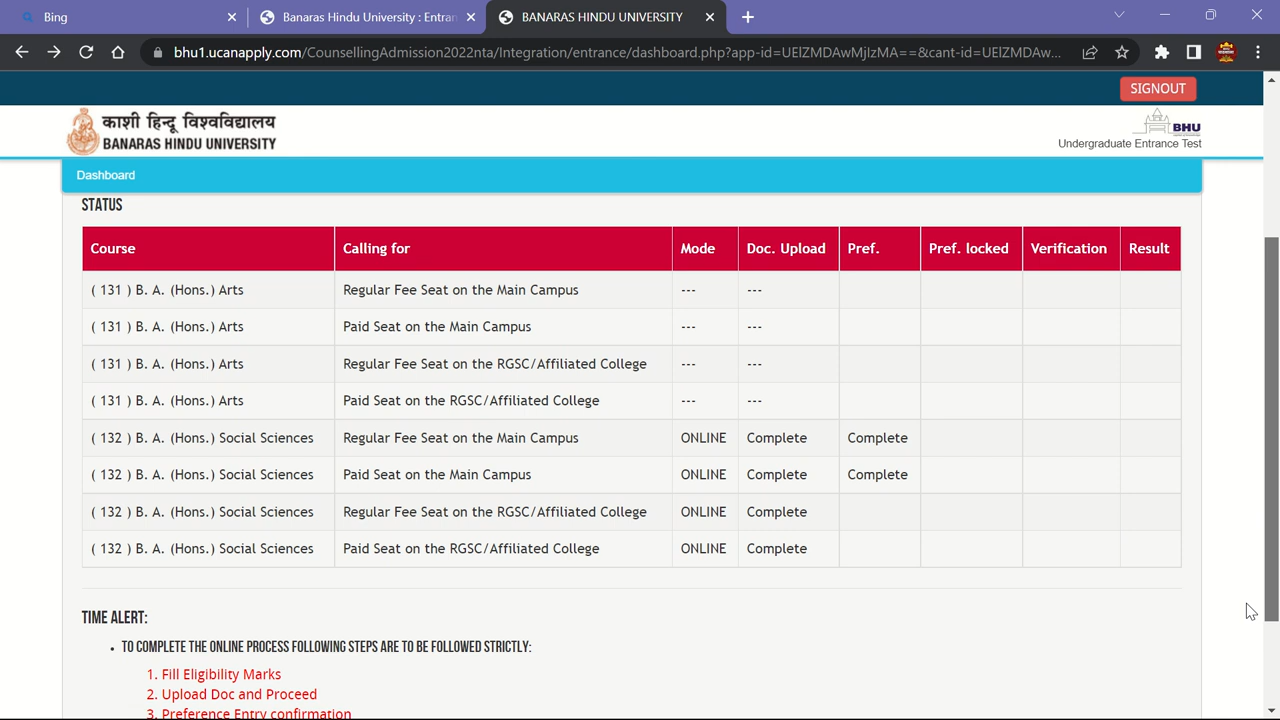 Bing
Banaras Hindu University : Entran
BANARAS HINDU UNIVERSITY
bhu1.ucanapply.com/CounsellingAdmission2022nta/Integration/entrance/dashboard.php?app-id=UElZMDAwMjIzMA==&cant-id=UElZMDAw...
SIGNOUT
काशी हिन्दू विश्वविद्यालय
BANARAS HINDU UNIVERSITY
BHU
Undergraduate Entrance Test
Dashboard
STATUS
Course Calling for Mode Doc. Upload Pref. Pref. locked Verification Result
( 131 ) B. A. (Hons.) Arts Regular Fee Seat on the Main Campus --- ---
( 131 ) B. A. (Hons.) Arts Paid Seat on the Main Campus --- ---
( 131 ) B. A. (Hons.) Arts Regular Fee Seat on the RGSC/Affiliated College --- ---
( 131 ) B. A. (Hons.) Arts Paid Seat on the RGSC/Affiliated College --- ---
( 132 ) B. A. (Hons.) Social Sciences Regular Fee Seat on the Main Campus ONLINE Complete Complete
( 132 ) B. A. (Hons.) Social Sciences Paid Seat on the Main Campus ONLINE Complete Complete
( 132 ) B. A. (Hons.) Social Sciences Regular Fee Seat on the RGSC/Affiliated College ONLINE Complete
( 132 ) B. A. (Hons.) Social Sciences Paid Seat on the RGSC/Affiliated College ONLINE Complete
TIME ALERT:
• TO COMPLETE THE ONLINE PROCESS FOLLOWING STEPS ARE TO BE FOLLOWED STRICTLY:
1. Fill Eligibility Marks
2. Upload Doc and Proceed
3. Preference Entry confirmation